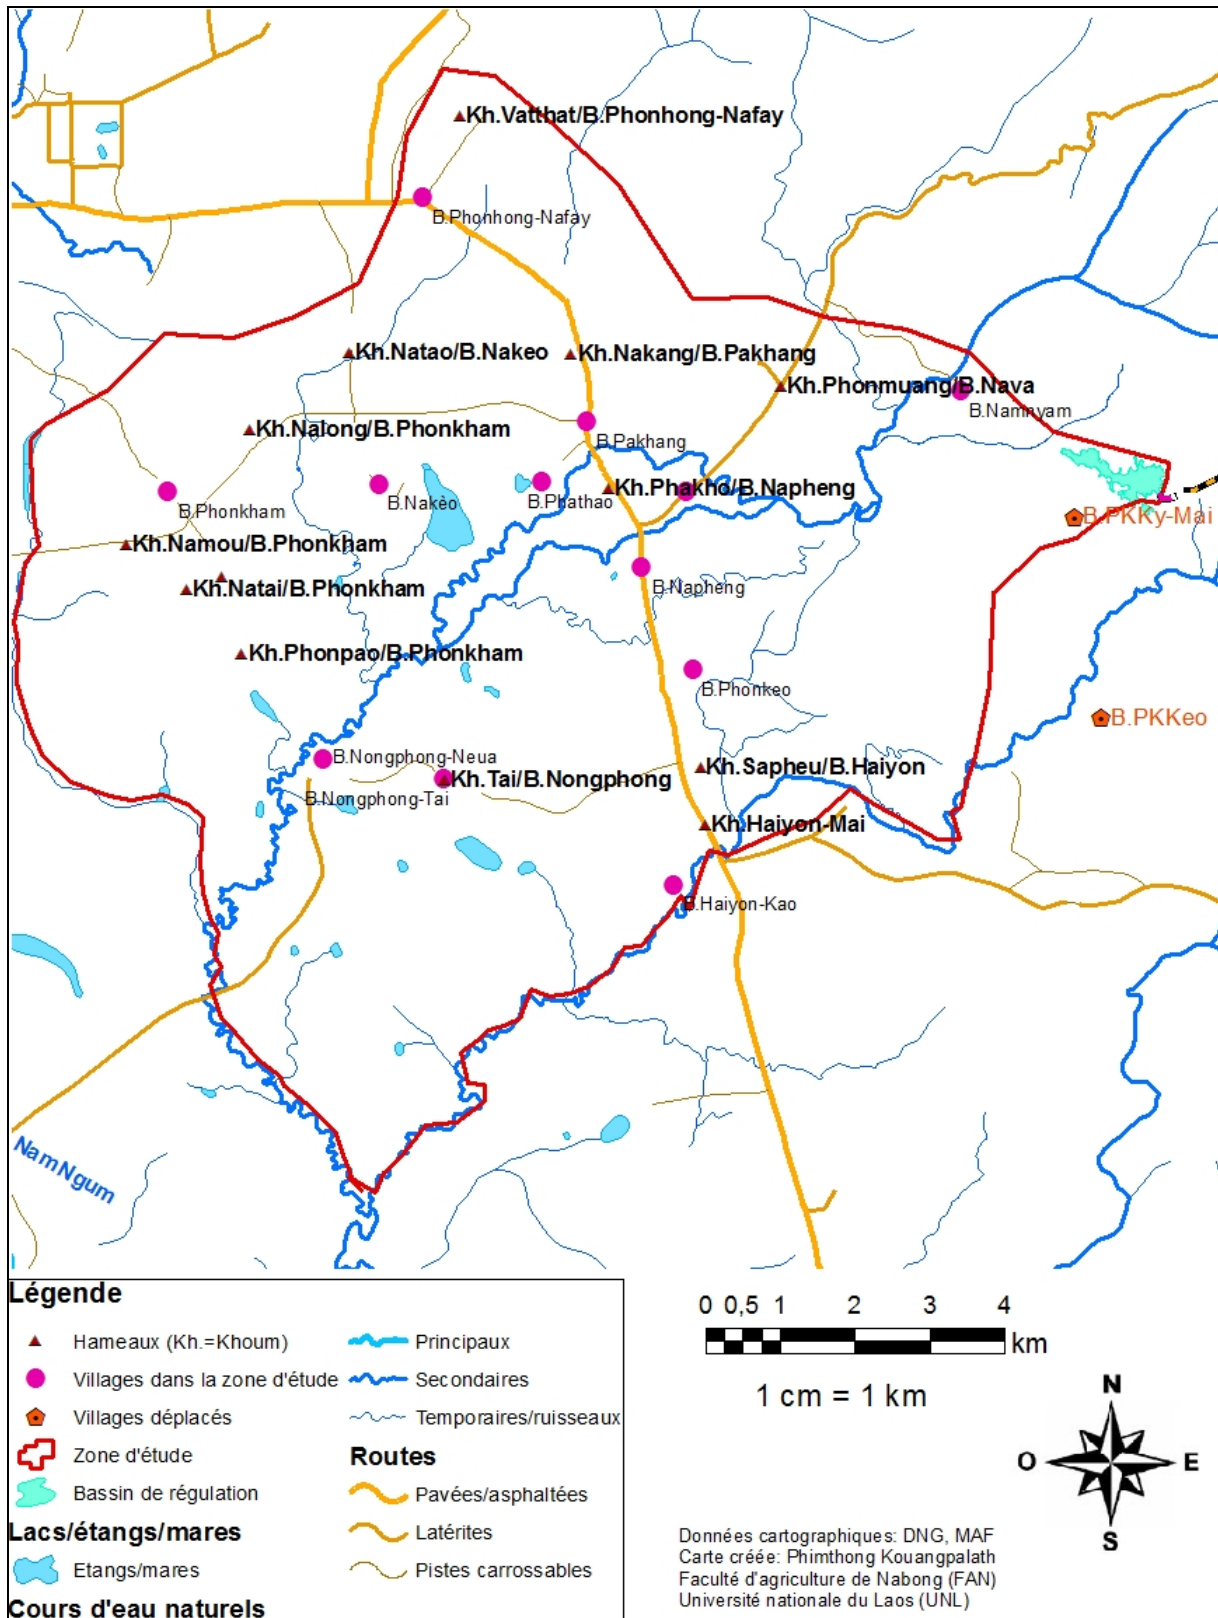 Kh.Vatthat/B.Phonhong-Nafay
B.Phonhong-Nafay
Kh.Natao/B.Nakeo
Kh.Nakang/B.Pakhang
Kh.Phonmuang/B.Nava
B.Namnyam
Kh.Nalong/B.Phonkham
B.Pakhang
B.Phonkham
B.Nakèo
B.Phathao
Kh.Phakho/B.Napheng
B.PKKy-Mai
Kh.Namou/B.Phonkham
Kh.Natai/B.Phonkham
B.Napheng
Kh.Phonpao/B.Phonkham
B.Phonkeo
B.PKKeo
B.Nongphong-Neua
Kh.Tai/B.Nongphong
Kh.Sapheu/B.Haiyon
B.Nongphong-Tai
Kh.Haiyon-Mai
B.Haiyon-Kao
NamNgum
Légende
Hameaux (Kh.=Khoum)
Villages dans la zone d'étude
Villages déplacés
Zone d'étude
Bassin de régulation
Lacs/étangs/mares
Etangs/mares
Cours d'eau naturels
Principaux
Secondaires
Temporaires/ruisseaux
Routes
Pavées/asphaltées
Latérites
Pistes carrossables
0 0,5 1 2 3 4
km
1 cm = 1 km
N
O E
S
Données cartographiques: DNG, MAF
Carte créée: Phimthong Kouangpalath
Faculté d'agriculture de Nabong (FAN)
Université nationale du Laos (UNL)